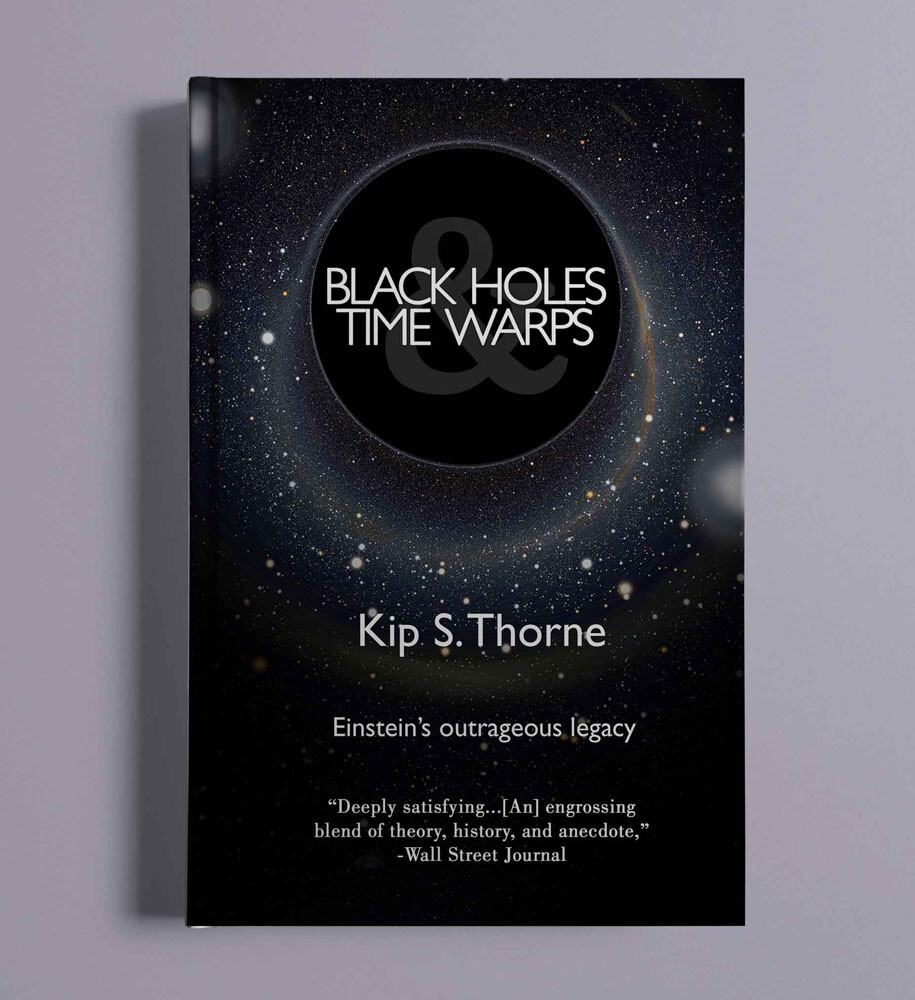 &
BLACK HOLES
TIME WARPS
Kip S. Thorne
Einstein's outrageous legacy
“Deeply satisfying...[An] engrossing
blend of theory, history, and anecdote,”
-Wall Street Journal